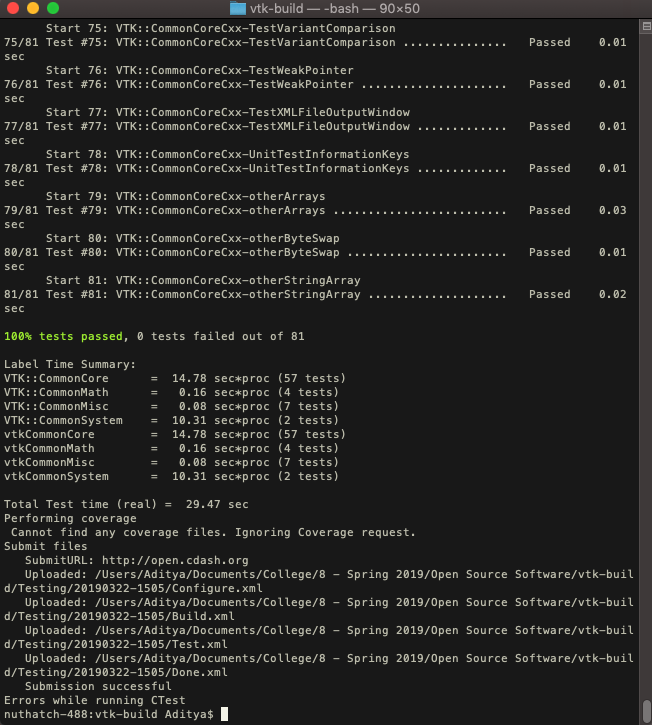 vtk-build — -bash — 90×50
Start 75: VTK::CommonCoreCxx-TestVariantComparison
75/81 Test #75: VTK::CommonCoreCxx-TestVariantComparison ...............   Passed    0.01
sec
Start 76: VTK::CommonCoreCxx-TestWeakPointer
76/81 Test #76: VTK::CommonCoreCxx-TestWeakPointer .....................   Passed    0.01
sec
Start 77: VTK::CommonCoreCxx-TestXMLFileOutputWindow
77/81 Test #77: VTK::CommonCoreCxx-TestXMLFileOutputWindow .............   Passed    0.01
sec
Start 78: VTK::CommonCoreCxx-UnitTestInformationKeys
78/81 Test #78: VTK::CommonCoreCxx-UnitTestInformationKeys .............   Passed    0.01
sec
Start 79: VTK::CommonCoreCxx-otherArrays
79/81 Test #79: VTK::CommonCoreCxx-otherArrays .........................   Passed    0.03
sec
Start 80: VTK::CommonCoreCxx-otherByteSwap
80/81 Test #80: VTK::CommonCoreCxx-otherByteSwap .......................   Passed    0.01
sec
Start 81: VTK::CommonCoreCxx-otherStringArray
81/81 Test #81: VTK::CommonCoreCxx-otherStringArray ....................   Passed    0.02
sec
100% tests passed, 0 tests failed out of 81
Label Time Summary:
VTK::CommonCore      =  14.78 sec*proc (57 tests)
VTK::CommonMath      =   0.16 sec*proc (4 tests)
VTK::CommonMisc      =   0.08 sec*proc (7 tests)
VTK::CommonSystem    =  10.31 sec*proc (2 tests)
vtkCommonCore        =  14.78 sec*proc (57 tests)
vtkCommonMath        =   0.16 sec*proc (4 tests)
vtkCommonMisc        =   0.08 sec*proc (7 tests)
vtkCommonSystem      =  10.31 sec*proc (2 tests)
Total Test time (real) =  29.47 sec
Performing coverage
Cannot find any coverage files. Ignoring Coverage request.
Submit files
SubmitURL: http://open.cdash.org
Uploaded: /Users/Aditya/Documents/College/8 – Spring 2019/Open Source Software/vtk-buil
d/Testing/20190322-1505/Configure.xml
Uploaded: /Users/Aditya/Documents/College/8 – Spring 2019/Open Source Software/vtk-buil
d/Testing/20190322-1505/Build.xml
Uploaded: /Users/Aditya/Documents/College/8 – Spring 2019/Open Source Software/vtk-buil
d/Testing/20190322-1505/Test.xml
Uploaded: /Users/Aditya/Documents/College/8 – Spring 2019/Open Source Software/vtk-buil
d/Testing/20190322-1505/Done.xml
Submission successful
Errors while running CTest
nuthatch-488:vtk-build Aditya$